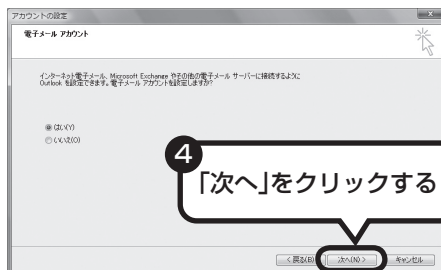 アカウントの設定
電子メール アカウント
インターネット電子メール、Microsoft Exchange やその他の電子メール サーバーに接続するように
Outlook を設定できます。電子メール アカウントを設定しますか?
はい(Y)
いいえ(O)
4
「次へ」をクリックする
< 戻る(B)
次へ(N) >
キャンセル